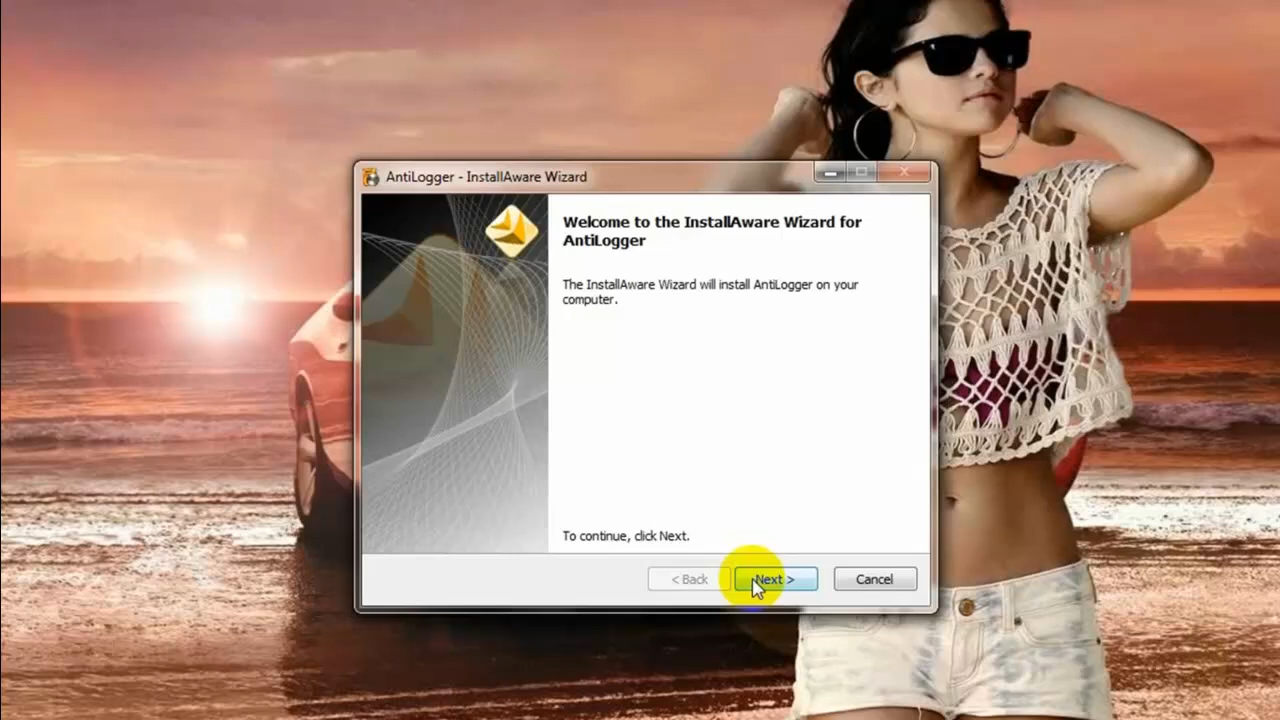 AntiLogger - InstallAware Wizard
Welcome to the InstallAware Wizard for
AntiLogger
The InstallAware Wizard will install AntiLogger on your
computer.
To continue, click Next.
< Back
Next >
Cancel